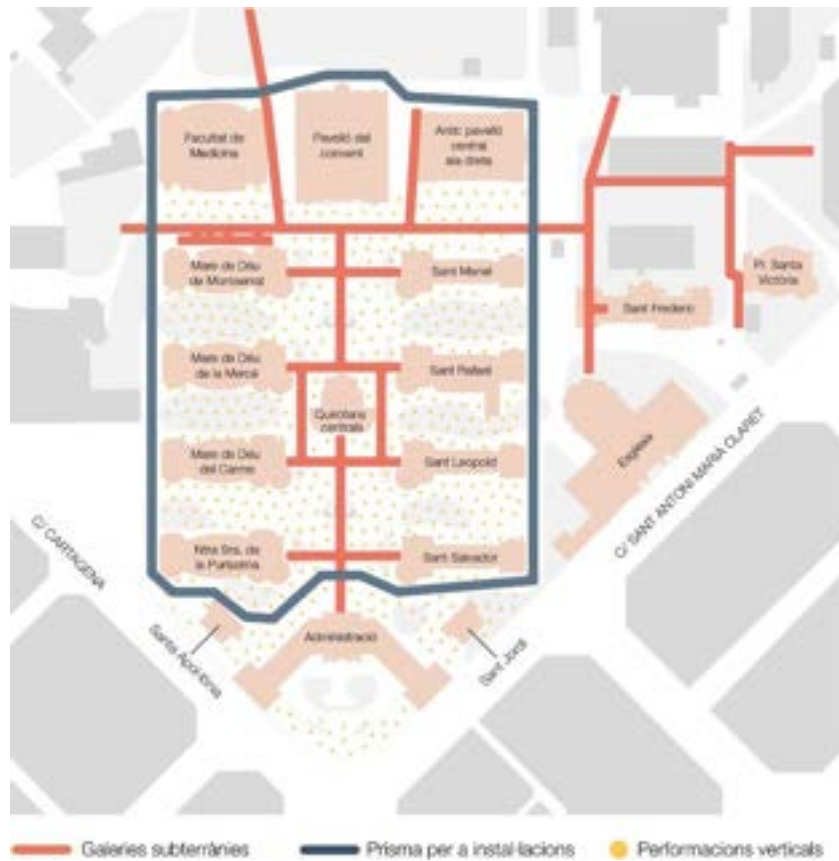 Facultat de
Medicina
Pavelló del
convent
Antic pavelló
central
ala dreta
Mare de Déu
de Montserrat
Sant Manel
Pl. Santa
Victòria
Sant Frederic
Mare de Déu
de la Mercè
Sant Rafael
Quiròfans
centrals
Mare de Déu
del Carme
Sant Leopold
Església
C/ SANT ANTONI MARIA CLARET
C/ CARTAGENA
Ntra Sra. de
la Puríssima
Sant Salvador
Santa Apol·lònia
Administració
Sant Jordi
Galeries subterrànies
Prisma per a instal·lacions
Performacions verticals